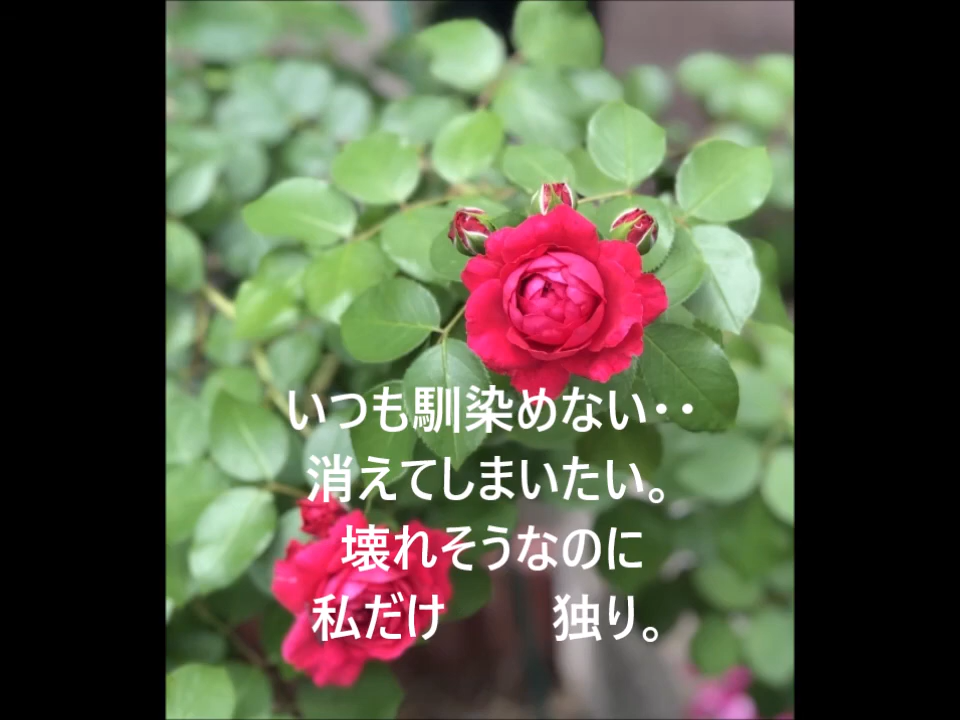 いつも馴染めない・・
消えてしまいたい。
壊れそうなのに
私だけ　　独り。